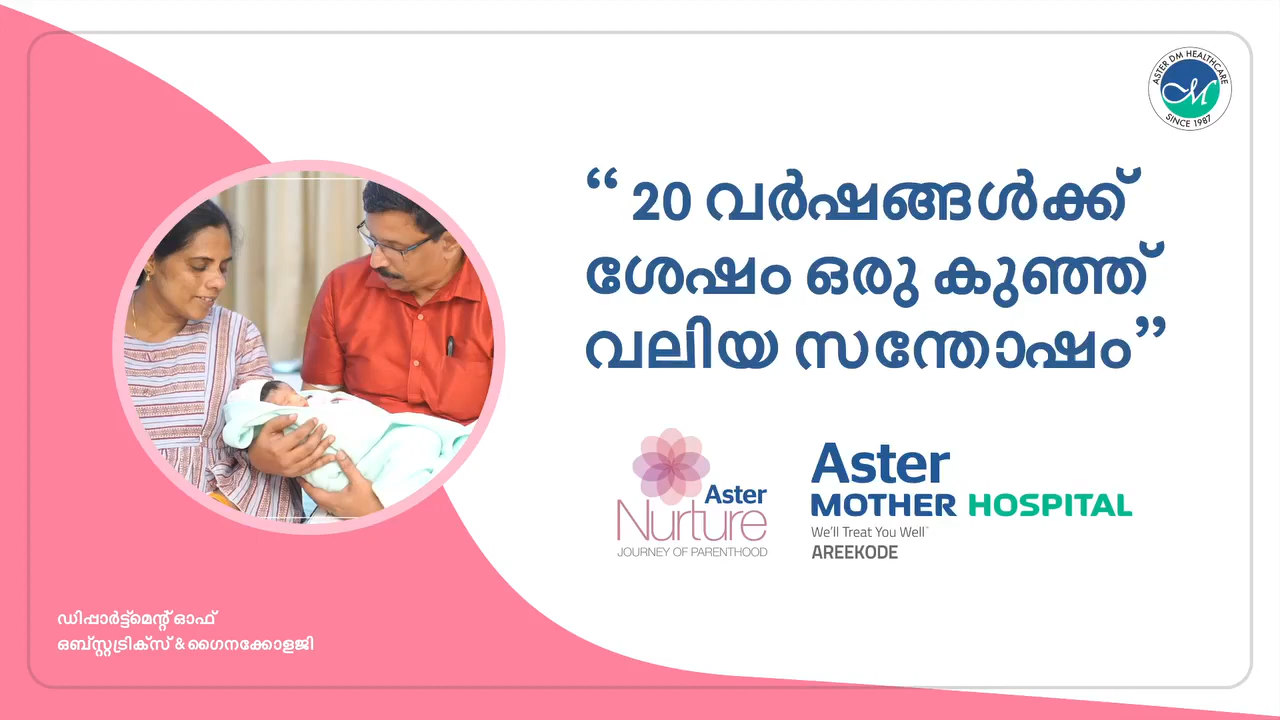 ASTER DM HEALTHCARE
SINCE 1987
“ 20 വർഷങ്ങൾക്ക്
ശേഷം ഒരു കുഞ്ഞ്
വലിയ സന്തോഷം”
Aster
Nurture
JOURNEY OF PARENTHOOD
Aster
MOTHER HOSPITAL
We'll Treat You Well
AREEKODE
ഡിപ്പാർട്ട്മെന്റ് ഓഫ്
ഒബ്സ്റ്റട്രിക്സ് & ഗൈനക്കോളജി